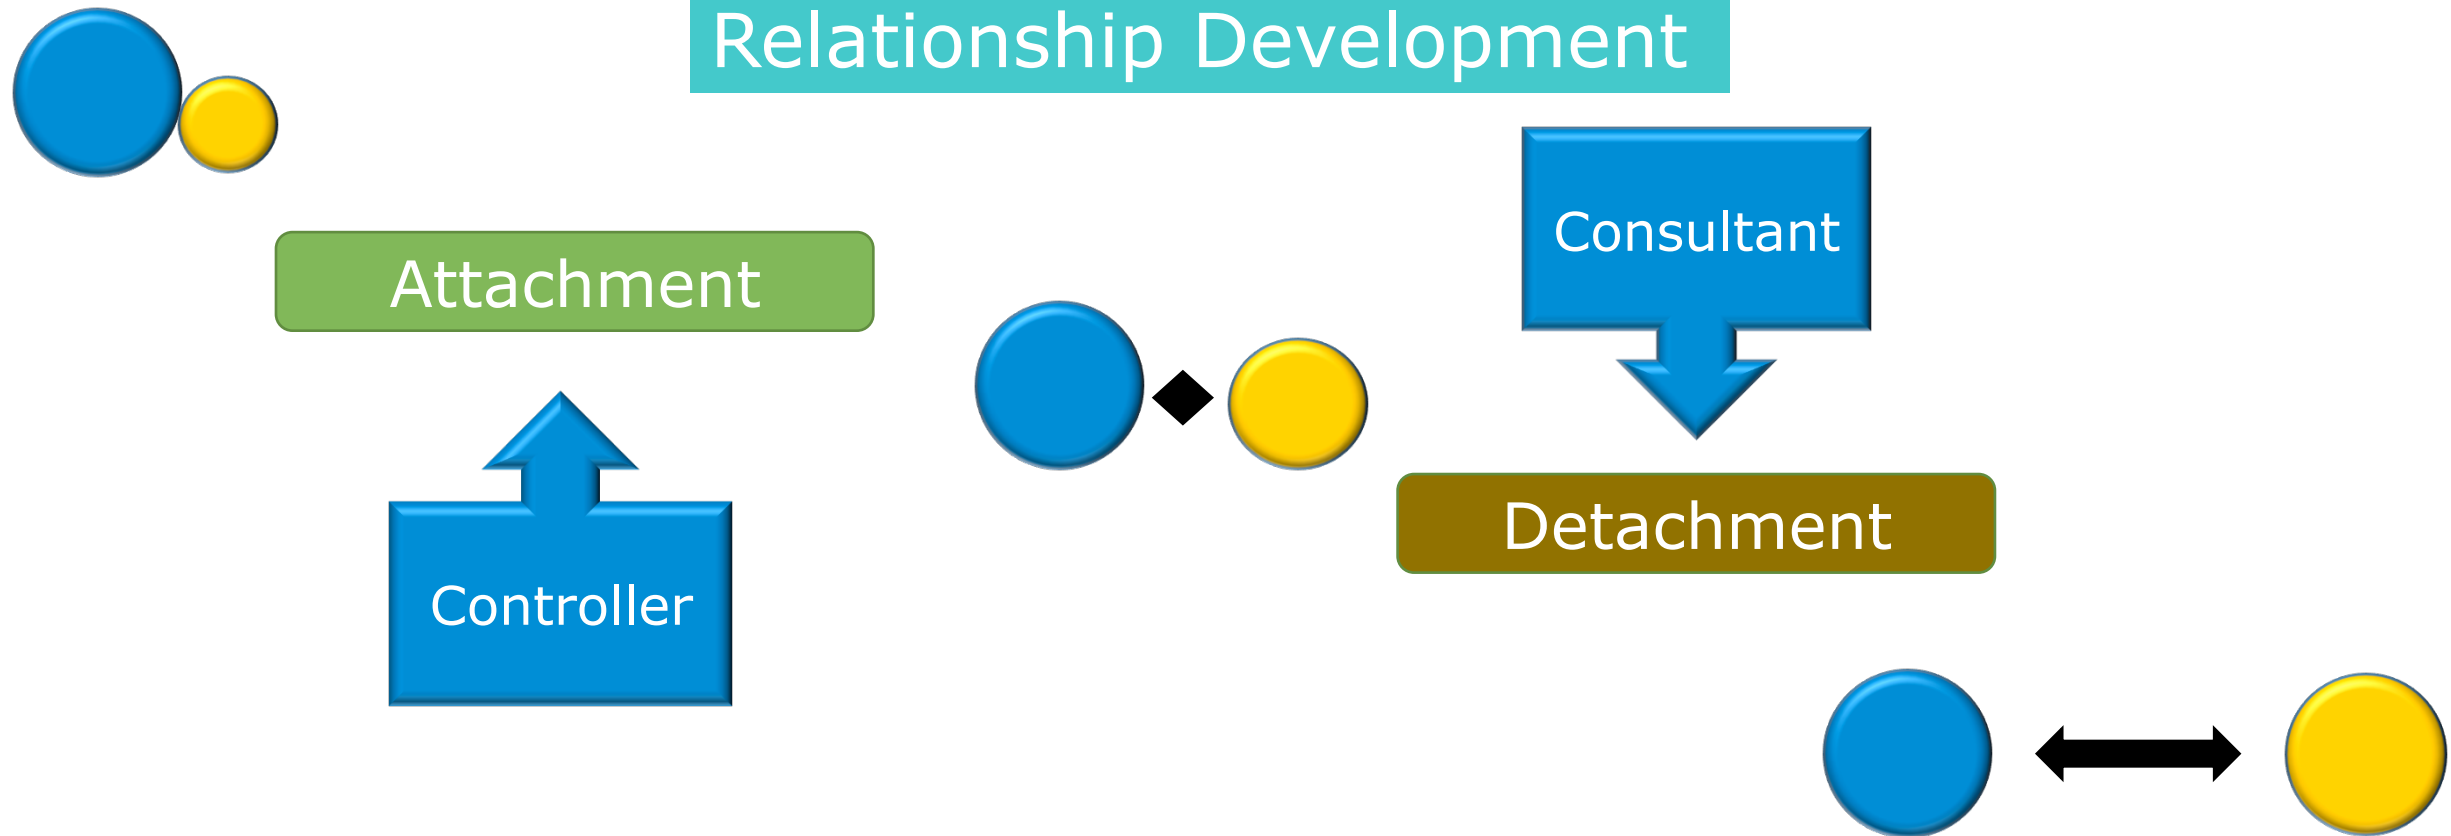 Relationship Development
Consultant
Attachment
Detachment
Controller